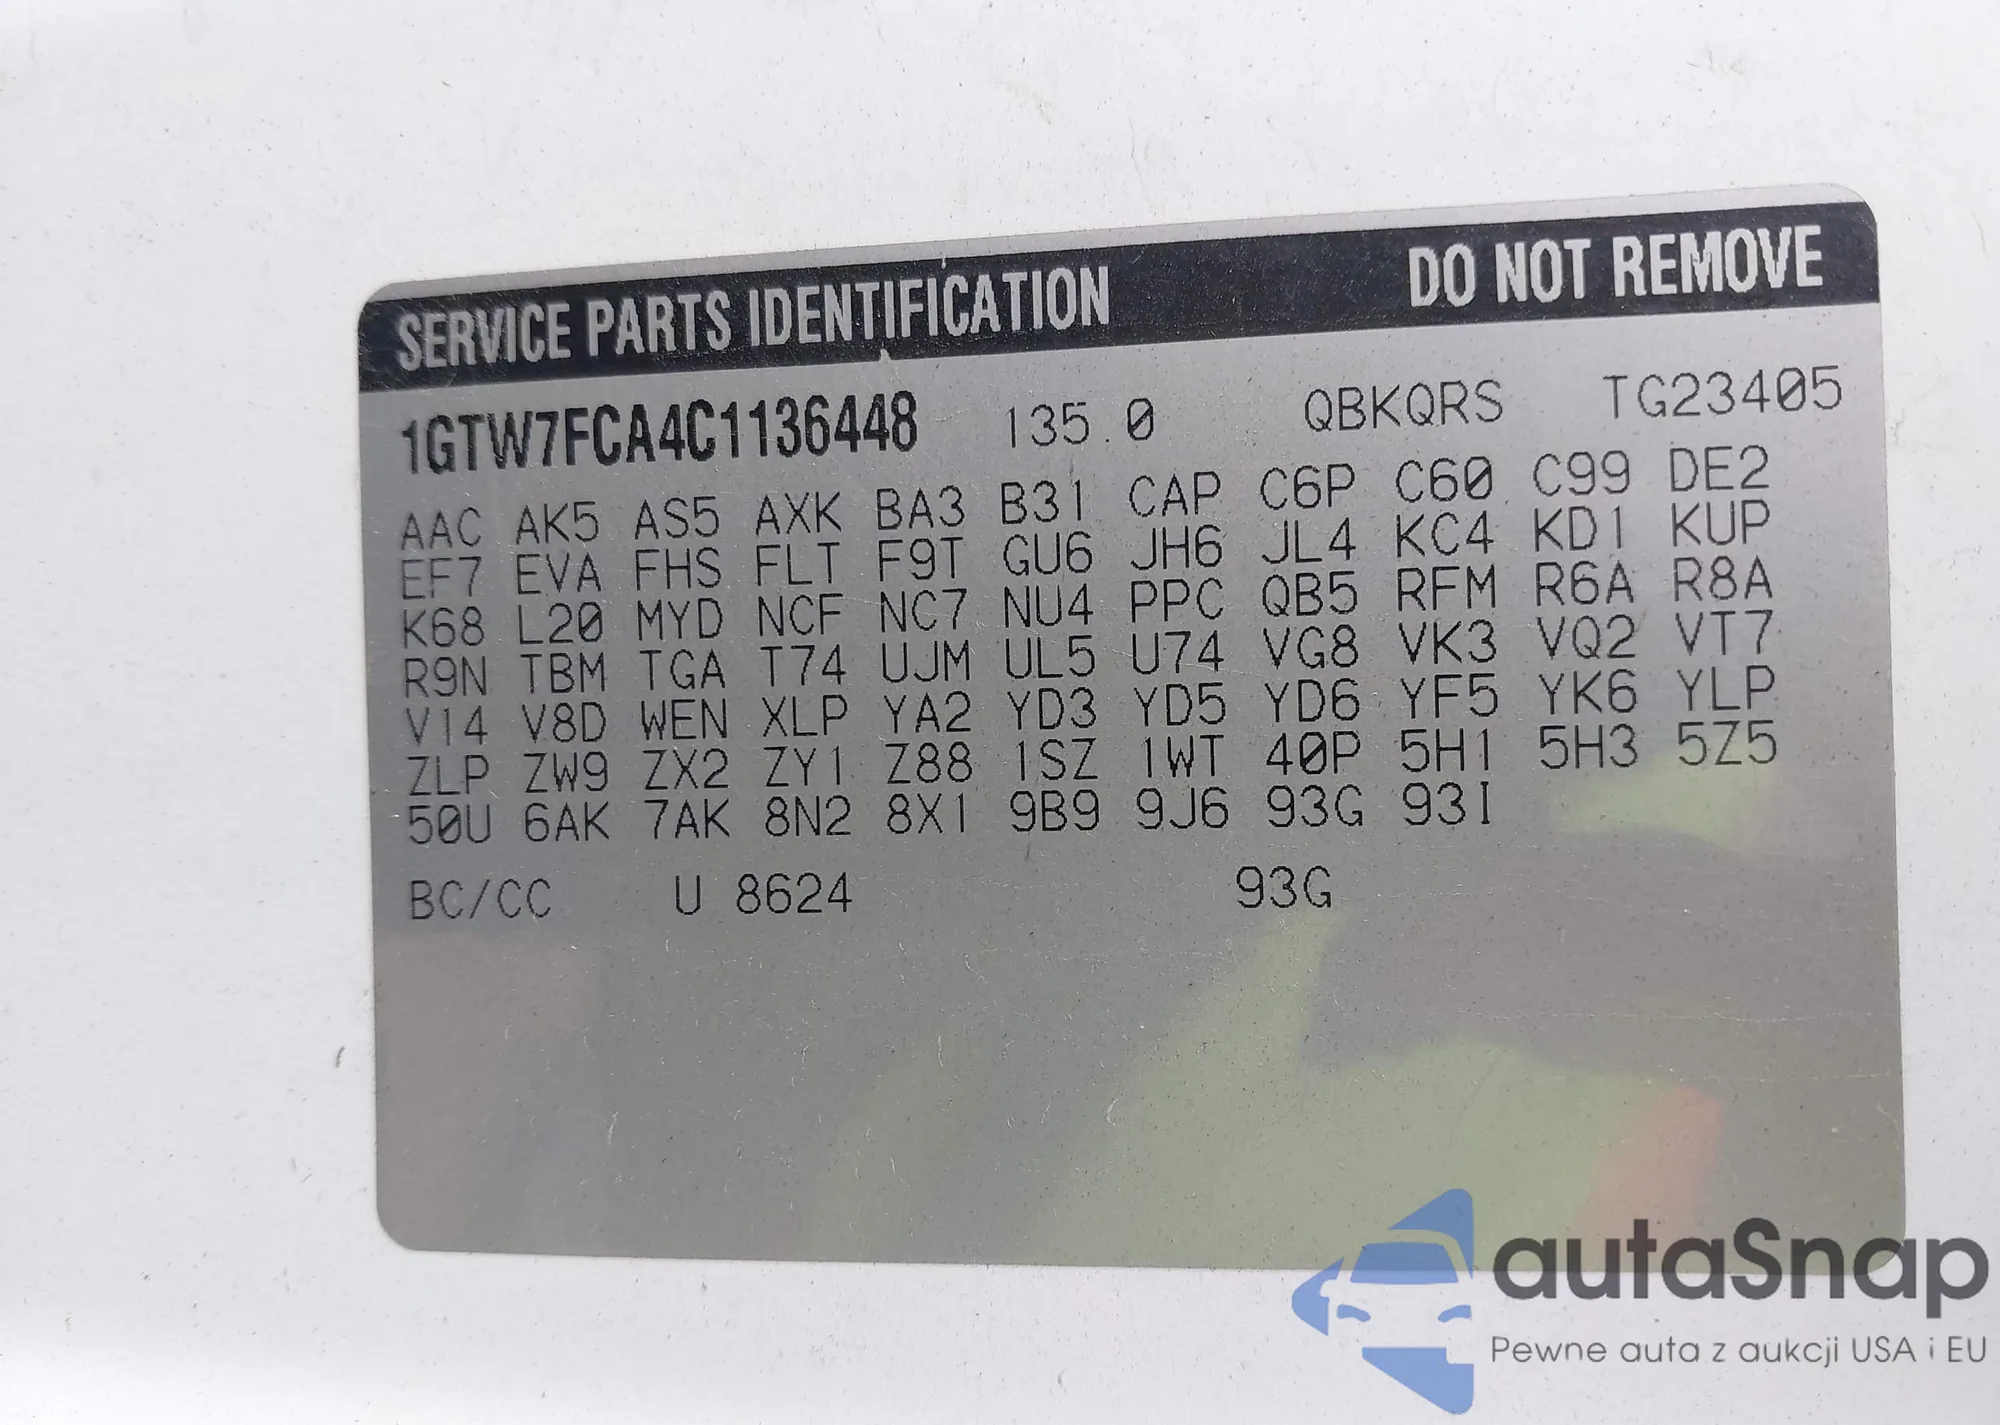 SERVICE PARTS IDENTIFICATION DO NOT REMOVE
1GTW7FCA4C1136448 135.0 QBKQRS TG23405
AAC AK5 AS5 AXK BA3 B31 CAP C6P C60 C99 DE2
EF7 EVA FHS FLT F9T GU6 JH6 JL4 KC4 KD1 KUP
K68 L20 MYD NCF NC7 NU4 PPC QB5 RFM R6A R8A
R9N TBM TGA T74 UJM UL5 U74 VG8 VK3 VQ2 VT7
V14 V8D WEN XLP YA2 YD3 YD5 YD6 YF5 YK6 YLP
ZLP ZW9 ZX2 ZY1 Z88 1SZ 1WT 40P 5H1 5H3 5Z5
50U 6AK 7AK 8N2 8X1 9B9 9J6 93G 93I
BC/CC U 8624 93G
autaSnap
Pewne auta z aukcji USA i EU